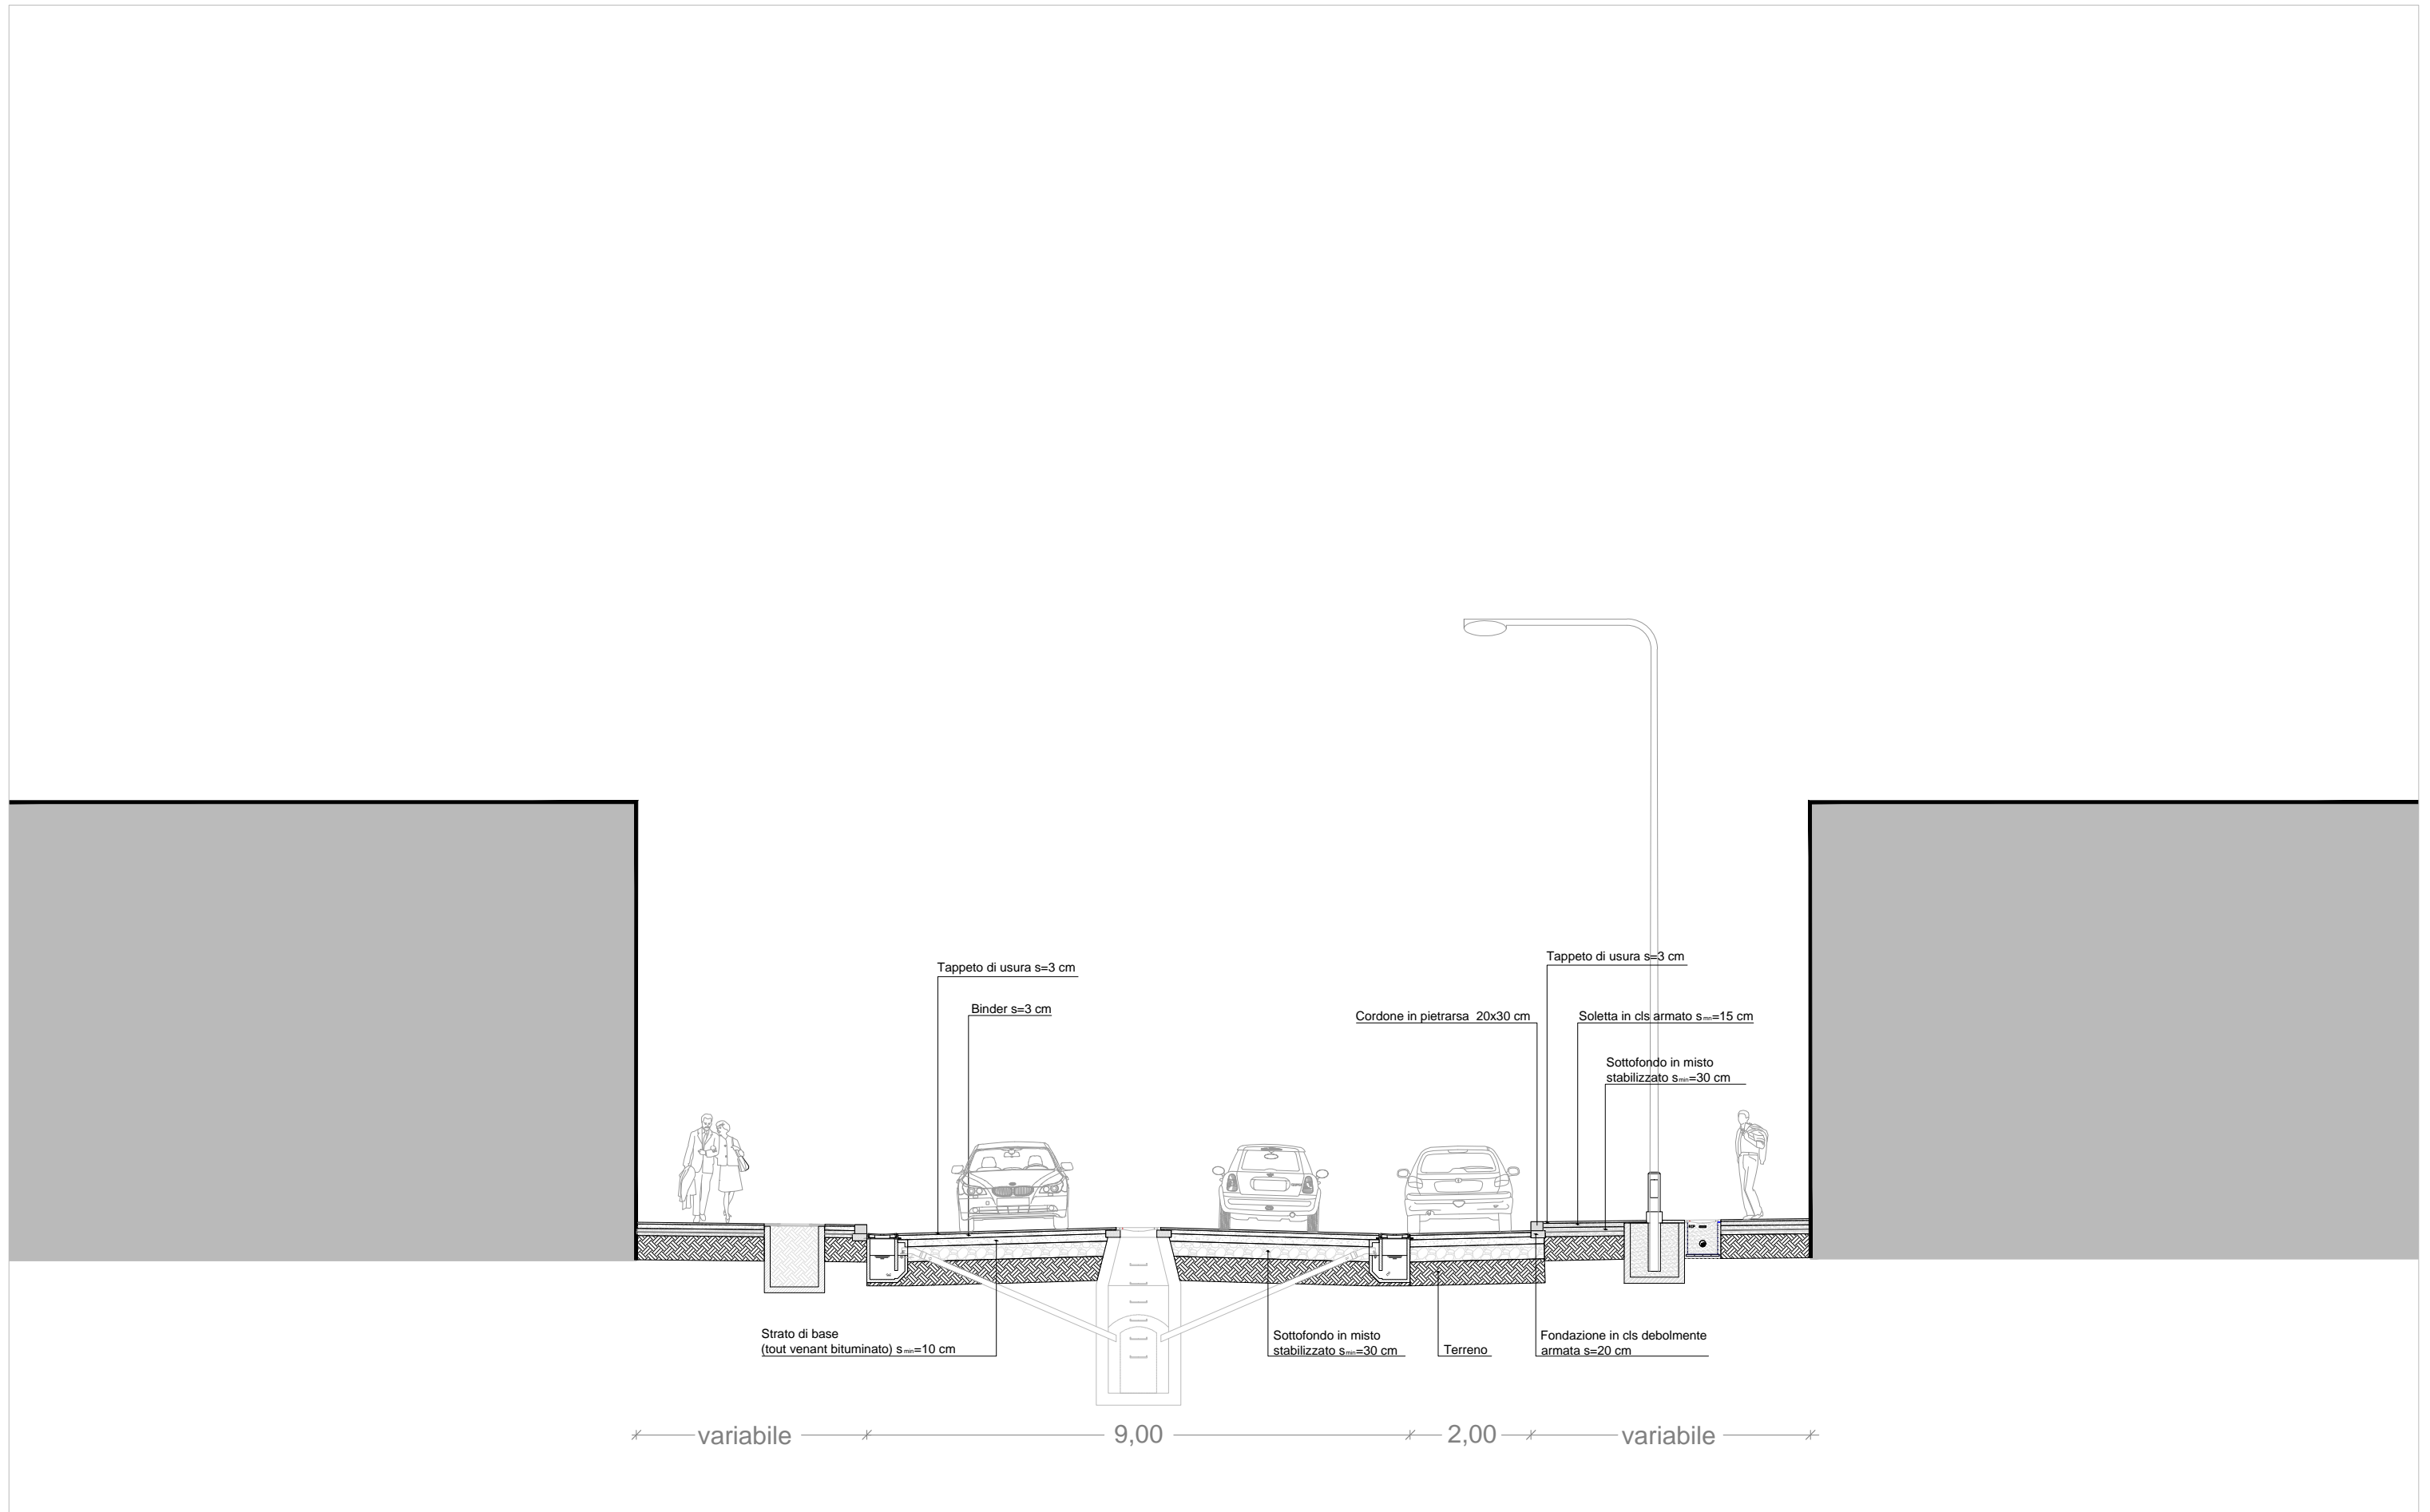 Tappeto di usura s=3 cm
Tappeto di usura s=3 cm
Binder s=3 cm
Cordone in pietrarsa 20x30 cm
Soletta in cls armato smin=15 cm
Sottofondo in misto
stabilizzato smin=30 cm
Strato di base
(tout venant bituminato) smin=10 cm
Sottofondo in misto
stabilizzato smin=30 cm
Terreno
Fondazione in cls debolmente
armata s=20 cm
variabile
9,00
2,00
variabile